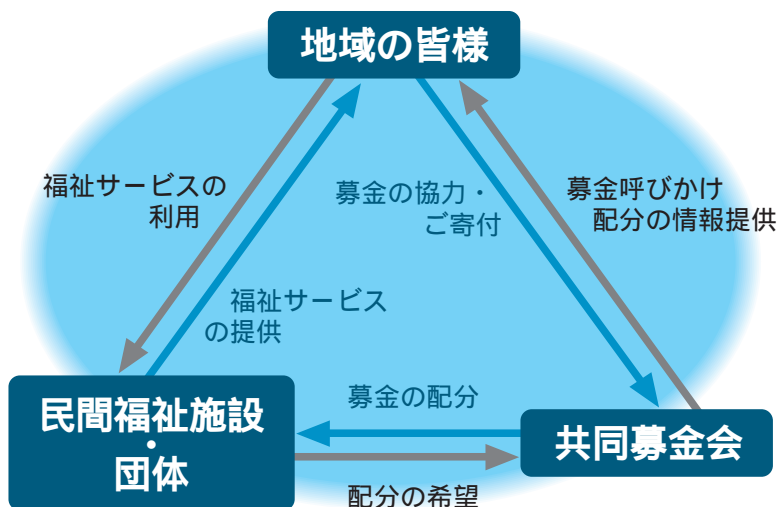 地域の皆様
福祉サービスの
利用
募金の協力・
ご寄付
募金呼びかけ
配分の情報提供
福祉サービス
の提供
民間福祉施設
・
団体
募金の配分
共同募金会
配分の希望